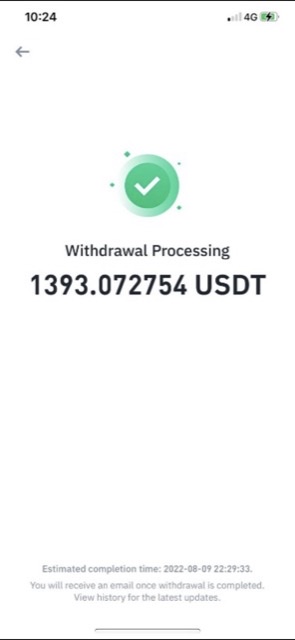 10:24 4G
Withdrawal Processing
1393.072754 USDT
Estimated completion time: 2022-08-09 22:29:33.
You will receive an email once withdrawal is completed.
View history for the latest updates.